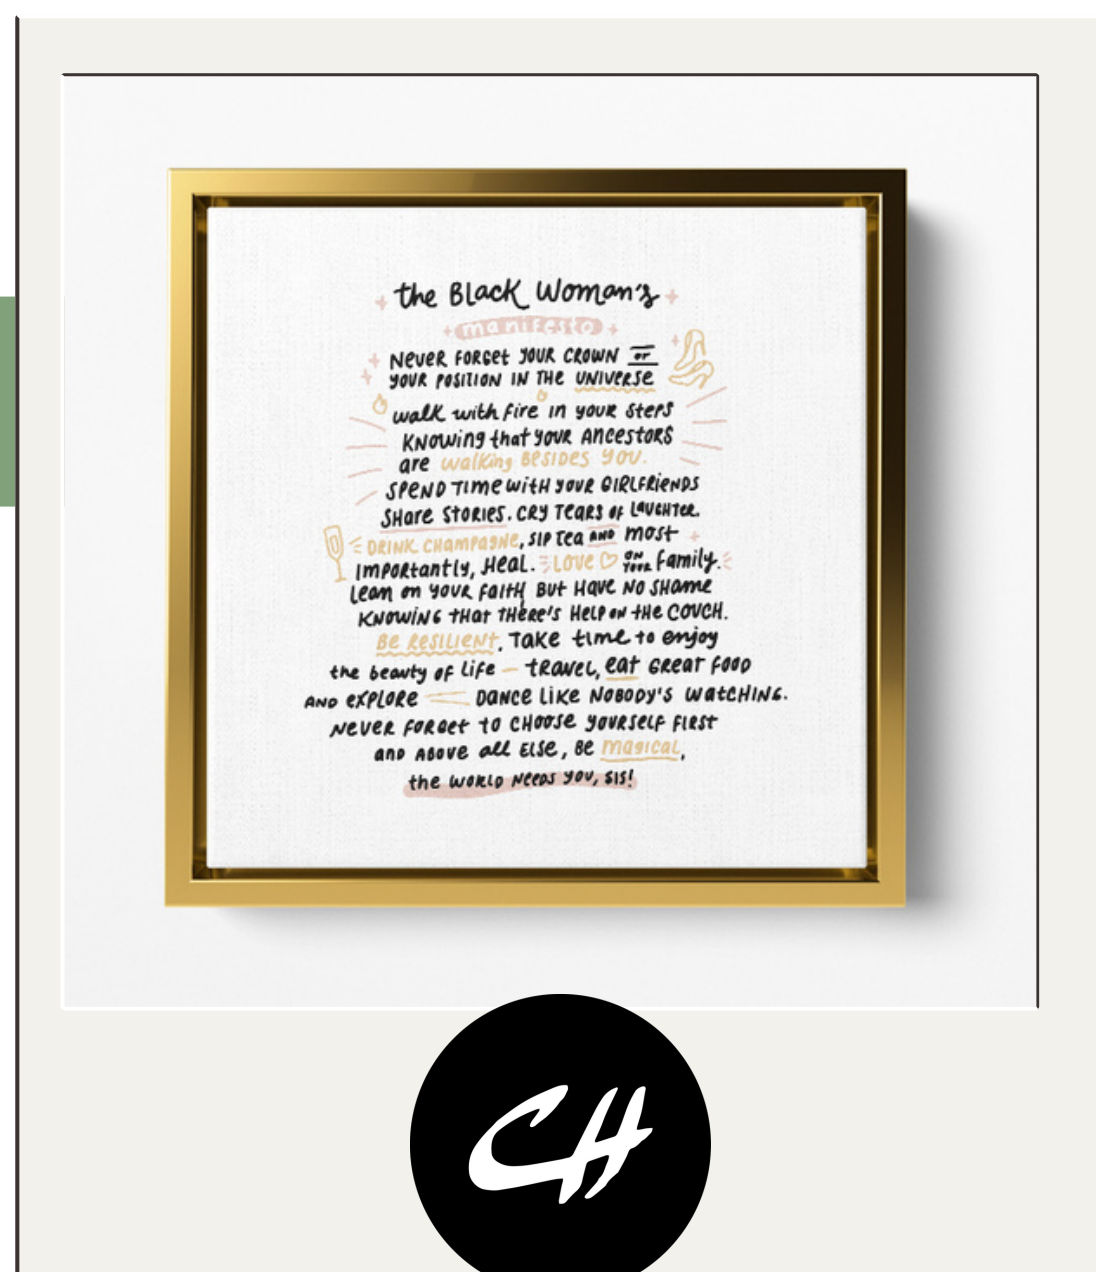 the Black Woman's
manifesto
Never forget your crown or
your position in the universe
walk with fire in your steps
knowing that your ancestors
are walking besides you.
Spend time with your girlfriends
share stories. cry tears of laughter.
drink champagne, sip tea and most
importantly, heal. Love on your family.
lean on your faith but have no shame
knowing that there's help on the couch.
Be resilient. Take time to enjoy
the beauty of life - travel, eat great food
and explore - dance like nobody's watching.
Never forget to choose yourself first
and above all else, be magical,
the world needs you, sis!
CH